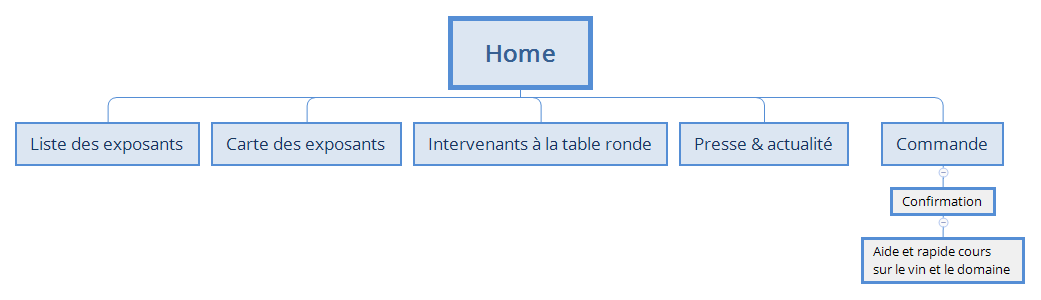 Home
Liste des exposants
Carte des exposants
Intervenants à la table ronde
Presse & actualité
Commande
Confirmation
Aide et rapide cours
sur le vin et le domaine